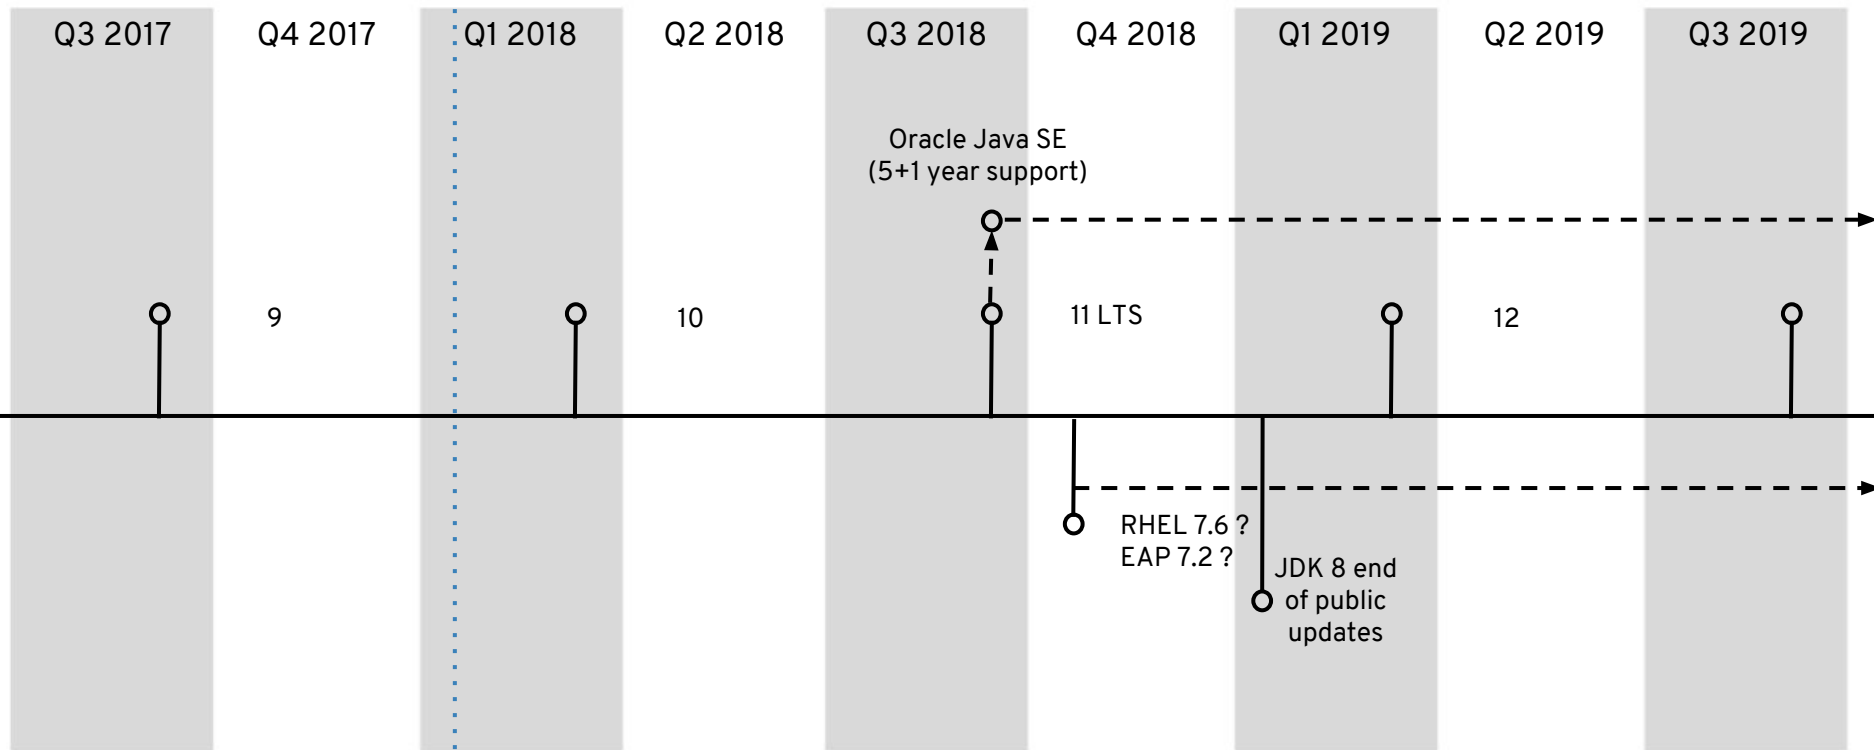 Q3 2017
Q4 2017
Q1 2018
Q2 2018
Q3 2018
Q4 2018
Q1 2019
Q2 2019
Q3 2019
Oracle Java SE
(5+1 year support)
9
10
11 LTS
12
RHEL 7.6 ?
EAP 7.2 ?
JDK 8 end
of public
updates